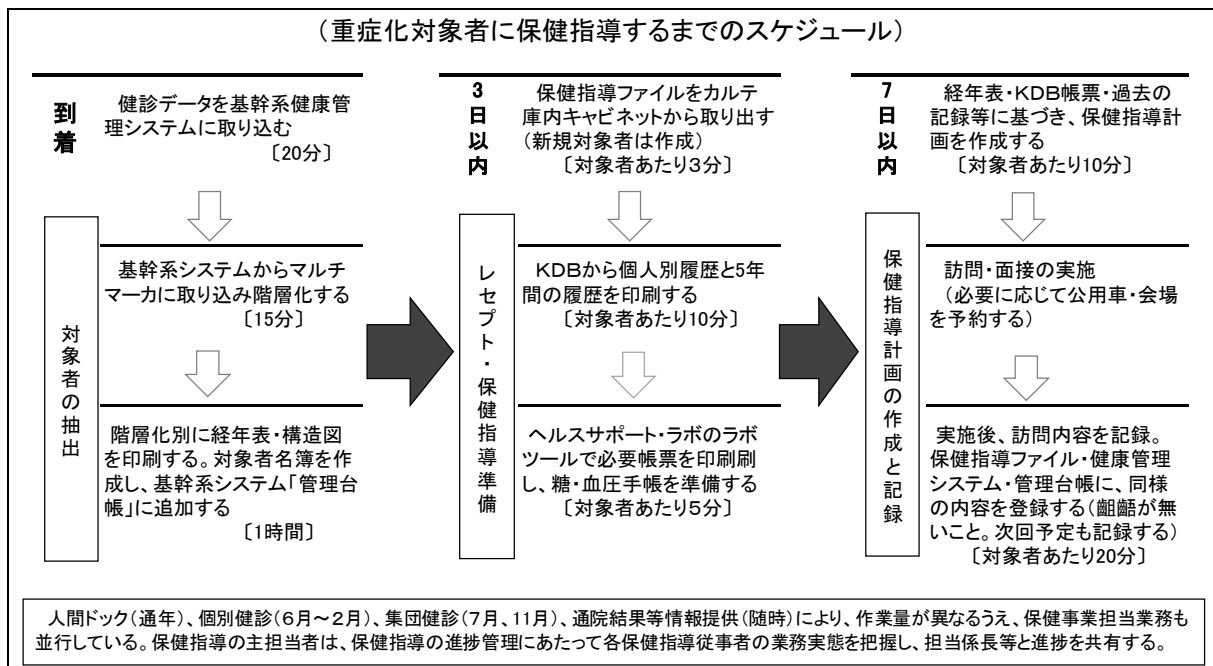 (重症化対象者に保健指導するまでのスケジュール)
到着
健診データを基幹系健康管
理システムに取り込む
〔20分〕
対象者の抽出
基幹系システムからマルチ
マーカに取り込み階層化する
〔15分〕
階層化別に経年表・構造図
を印刷する。対象者名簿を作
成し、基幹系システム「管理台
帳」に追加する
〔1時間〕
3日以内
保健指導ファイルをカルテ
庫内キャビネットから取り出す
(新規対象者は作成)
〔対象者あたり3分〕
レセプト・保健指導準備
KDBから個人別履歴と5年
間の履歴を印刷する
〔対象者あたり10分〕
ヘルスサポート・ラボのラボ
ツールで必要帳票を印刷刷
し、糖・血圧手帳を準備する
〔対象者あたり5分〕
7日以内
経年表・KDB帳票・過去の
記録等に基づき、保健指導計
画を作成する
〔対象者あたり10分〕
保健指導計画の作成と記録
訪問・面接の実施
(必要に応じて公用車・会場
を予約する)
実施後、訪問内容を記録。
保健指導ファイル・健康管理
システム・管理台帳に、同様
の内容を登録する(齟齬が無
いこと。次回予定も記録する)
〔対象者あたり20分〕
人間ドック(通年)、個別健診(6月~2月)、集団健診(7月、11月)、通院結果等情報提供(随時)により、作業量が異なるうえ、保健事業担当業務も
並行している。保健指導の主担当者は、保健指導の進捗管理にあたって各保健指導従事者の業務実態を把握し、担当係長等と進捗を共有する。